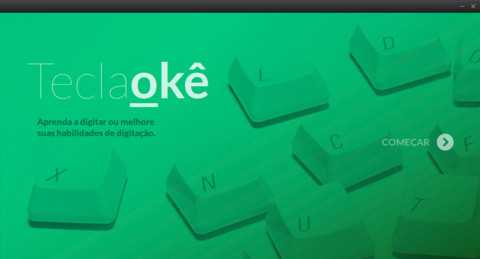 Teclaokê
Aprenda a digitar ou melhore
suas habilidades de digitação.
COMEÇAR
L
D
C
F
X
N
U
T